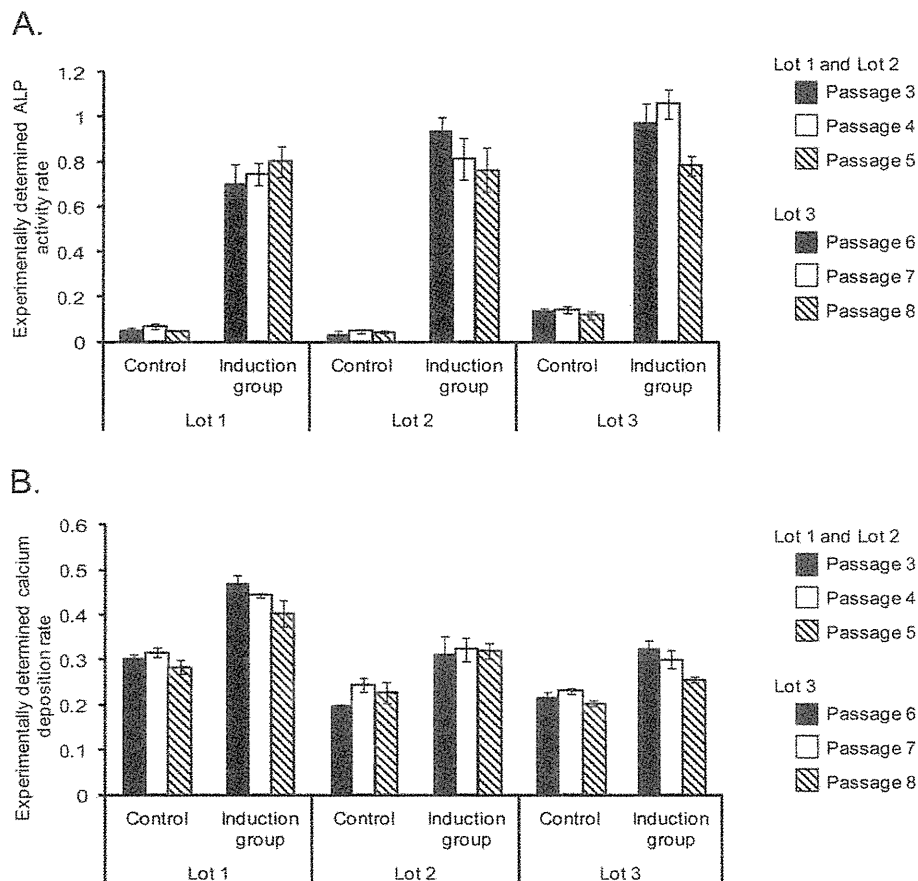 A.
Experimentally determined ALP
activity rate
1.2
1
0.8
0.6
0.4
0.2
0
Control
Induction
group
Control
Induction
group
Control
Induction
group
Lot 1
Lot 2
Lot 3
Lot 1 and Lot 2
Passage 3
Passage 4
Passage 5
Lot 3
Passage 6
Passage 7
Passage 8
B.
Experimentally determined calcium
deposition rate
0.6
0.5
0.4
0.3
0.2
0.1
0
Control
Induction
group
Control
Induction
group
Control
Induction
group
Lot 1
Lot 2
Lot 3
Lot 1 and Lot 2
Passage 3
Passage 4
Passage 5
Lot 3
Passage 6
Passage 7
Passage 8